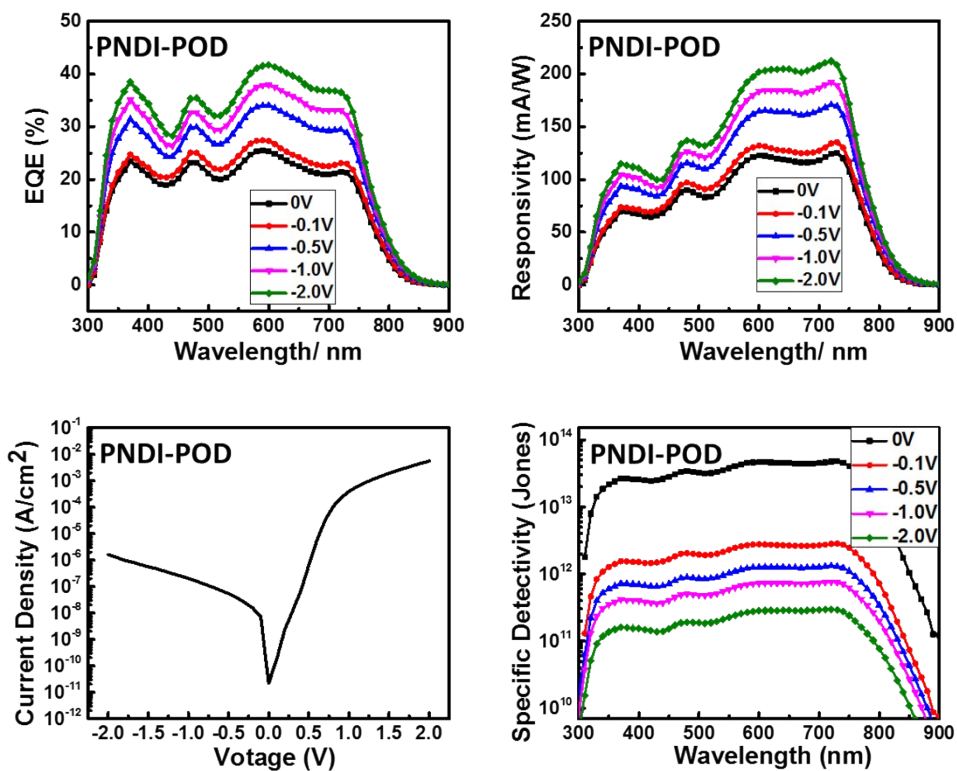 PNDI-POD
EQE (%)
50
40
30
20
10
0
0V
-0.1V
-0.5V
-1.0V
-2.0V
300 400 500 600 700 800 900
Wavelength/ nm
PNDI-POD
Responsivity (mA/W)
250
200
150
100
50
0
0V
-0.1V
-0.5V
-1.0V
-2.0V
300 400 500 600 700 800 900
Wavelength/ nm
PNDI-POD
Current Density (A/cm²)
10⁻¹
10⁻²
10⁻³
10⁻⁴
10⁻⁵
10⁻⁶
10⁻⁷
10⁻⁸
10⁻⁹
10⁻¹⁰
10⁻¹¹
10⁻¹²
-2.0 -1.5 -1.0 -0.5 0.0 0.5 1.0 1.5 2.0
Votage (V)
PNDI-POD
Specific Detectivity (Jones)
10¹⁴
10¹³
10¹²
10¹¹
10¹⁰
0V
-0.1V
-0.5V
-1.0V
-2.0V
300 400 500 600 700 800 900
Wavelength (nm)